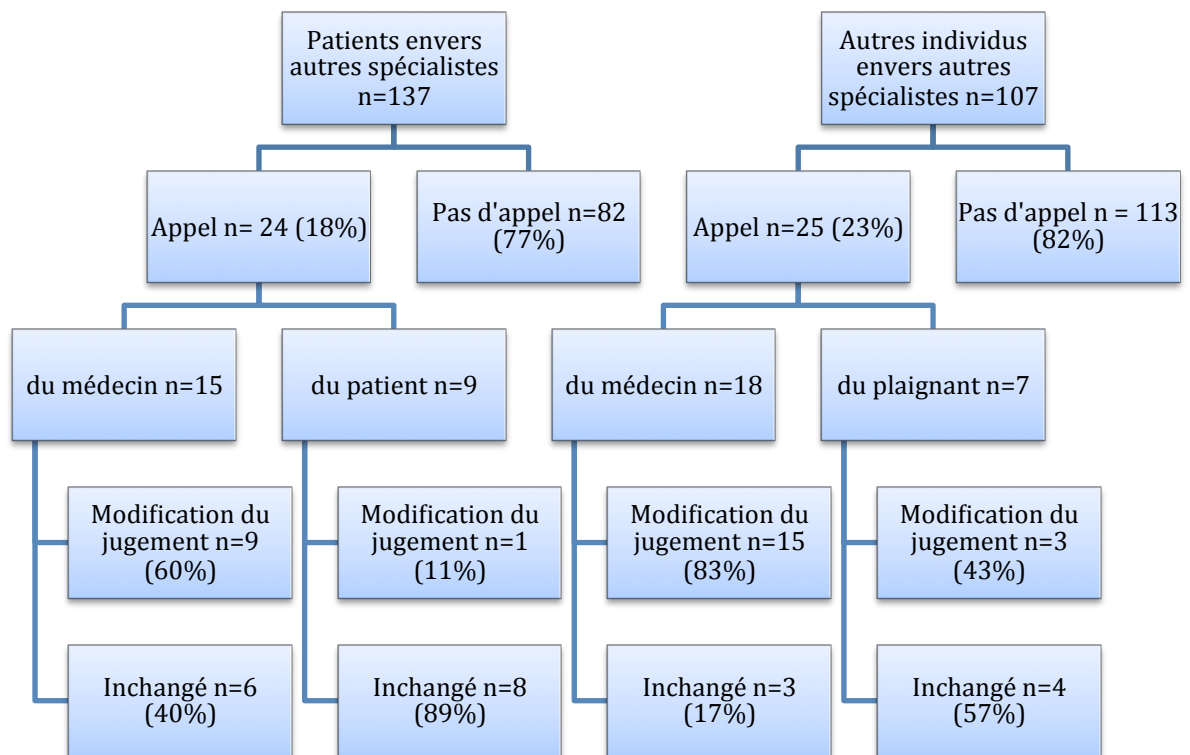 Patients envers
autres spécialistes
n=137
Autres individus
envers autres
spécialistes n=107
Appel n= 24 (18%)
Pas d'appel n=82
(77%)
Appel n=25 (23%)
Pas d'appel n = 113
(82%)
du médecin n=15
du patient n=9
du médecin n=18
du plaignant n=7
Modification du
jugement n=9
(60%)
Modification du
jugement n=1
(11%)
Modification du
jugement n=15
(83%)
Modification du
jugement n=3
(43%)
Inchangé n=6
(40%)
Inchangé n=8
(89%)
Inchangé n=3
(17%)
Inchangé n=4
(57%)